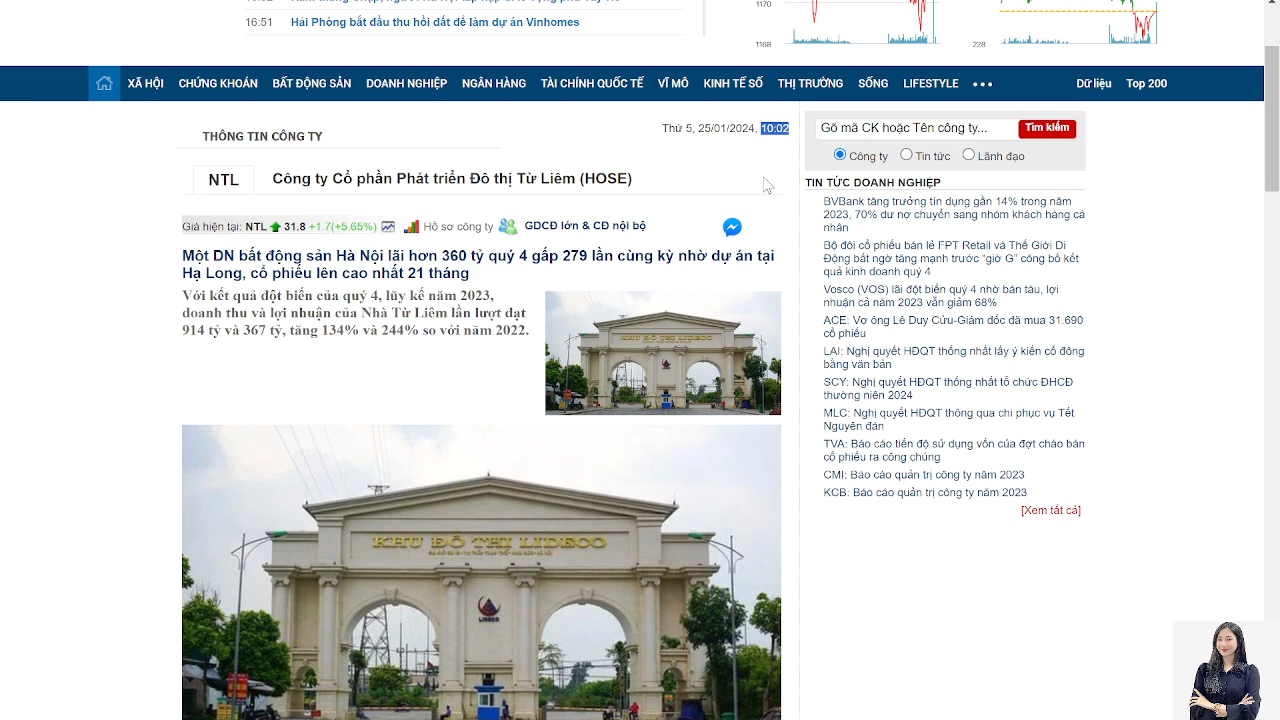 16:51 Hải Phòng bắt đầu thu hồi đất để làm dự án Vinhomes
1170
1168
228
XÃ HỘI CHỨNG KHOÁN BẤT ĐỘNG SẢN DOANH NGHIỆP NGÂN HÀNG TÀI CHÍNH QUỐC TẾ VĨ MÔ KINH TẾ SỐ THỊ TRƯỜNG SỐNG LIFESTYLE ••• Dữ liệu Top 200
THÔNG TIN CÔNG TY
Thứ 5, 25/01/2024, 10:02
NTL Công ty Cổ phần Phát triển Đô thị Từ Liêm (HOSE)
Giá hiện tại: NTL 31.8 +1.7(+5.65%) Hồ sơ công ty GDCĐ lớn & CĐ nội bộ
Một DN bất động sản Hà Nội lãi hơn 360 tỷ quý 4 gấp 279 lần cùng kỳ nhờ dự án tại
Hạ Long, cổ phiếu lên cao nhất 21 tháng
Với kết quả đột biến của quý 4, lũy kế năm 2023,
doanh thu và lợi nhuận của Nhà Từ Liêm lần lượt đạt
914 tỷ và 367 tỷ, tăng 134% và 244% so với năm 2022.
KHU ĐÔ THỊ LIDECO
KHU ĐÔ THỊ LIDECO
LIDECO
Gõ mã CK hoặc Tên công ty... Tìm kiếm
Công ty Tin tức Lãnh đạo
TIN TỨC DOANH NGHIỆP
BVBank tăng trưởng tín dụng gần 14% trong năm
2023, 70% dư nợ chuyển sang nhóm khách hàng cá
nhân
Bộ đôi cổ phiếu bán lẻ FPT Retail và Thế Giới Di
Động bất ngờ tăng mạnh trước “giờ G” công bố kết
quả kinh doanh quý 4
Vosco (VOS) lãi đột biến quý 4 nhờ bán tàu, lợi
nhuận cả năm 2023 vẫn giảm 68%
ACE: Vợ ông Lê Duy Cửu-Giám đốc đã mua 31.690
cổ phiếu
LAI: Nghị quyết HĐQT thống nhất lấy ý kiến cổ đông
bằng văn bản
SCY: Nghị quyết HĐQT thống nhất tổ chức ĐHCĐ
thường niên 2024
MLC: Nghị quyết HĐQT thông qua chi phục vụ Tết
Nguyên đán
TVA: Báo cáo tiến độ sử dụng vốn của đợt chào bán
cổ phiếu ra công chúng
CMI: Báo cáo quản trị công ty năm 2023
KCB: Báo cáo quản trị công ty năm 2023
[Xem tất cả]